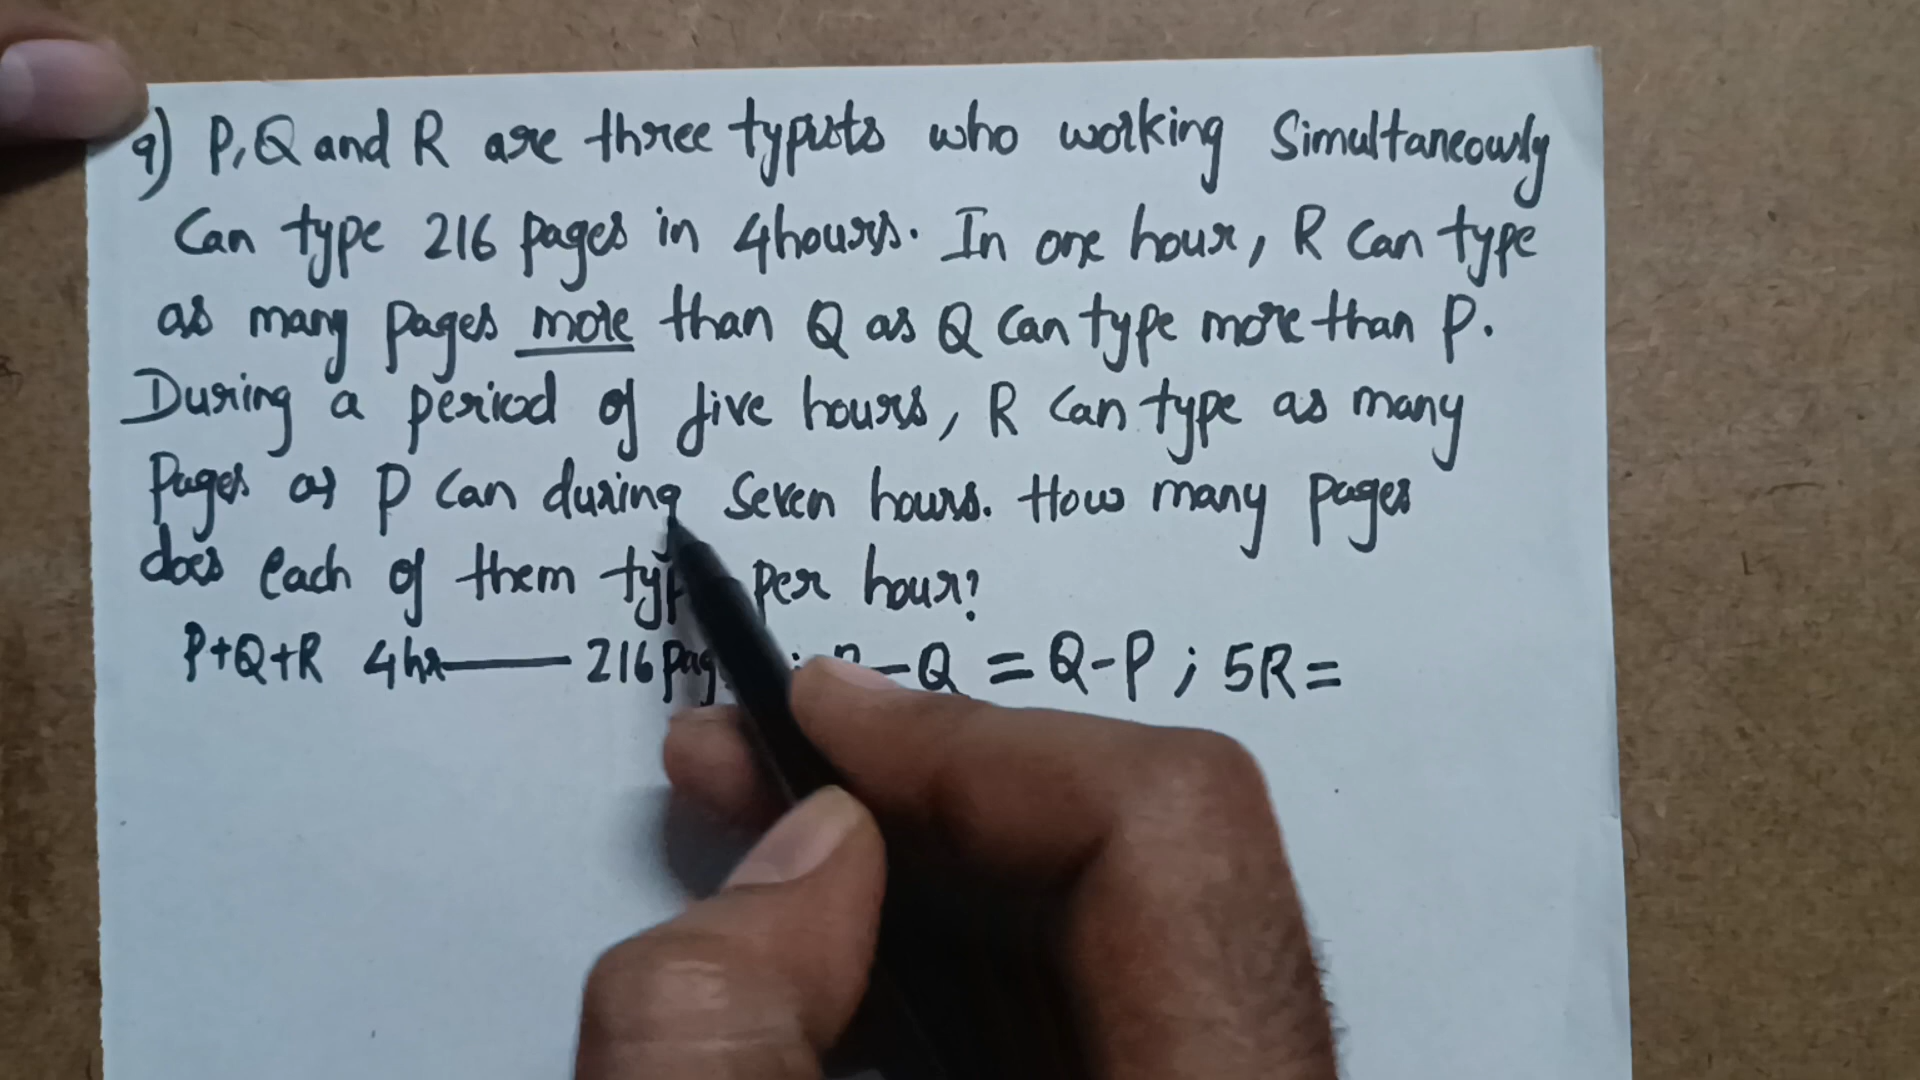 9) P, Q and R are three typists who working Simultaneously
Can type 216 pages in 4hours. In one hour, R can type
as many pages more than Q as Q can type more than P.
During a period of five hours, R can type as many
Pages as P can during seven hours. How many pages
does each of them per hour?
P+Q+R 4hr — 216 - Q = Q-P ; 5R=